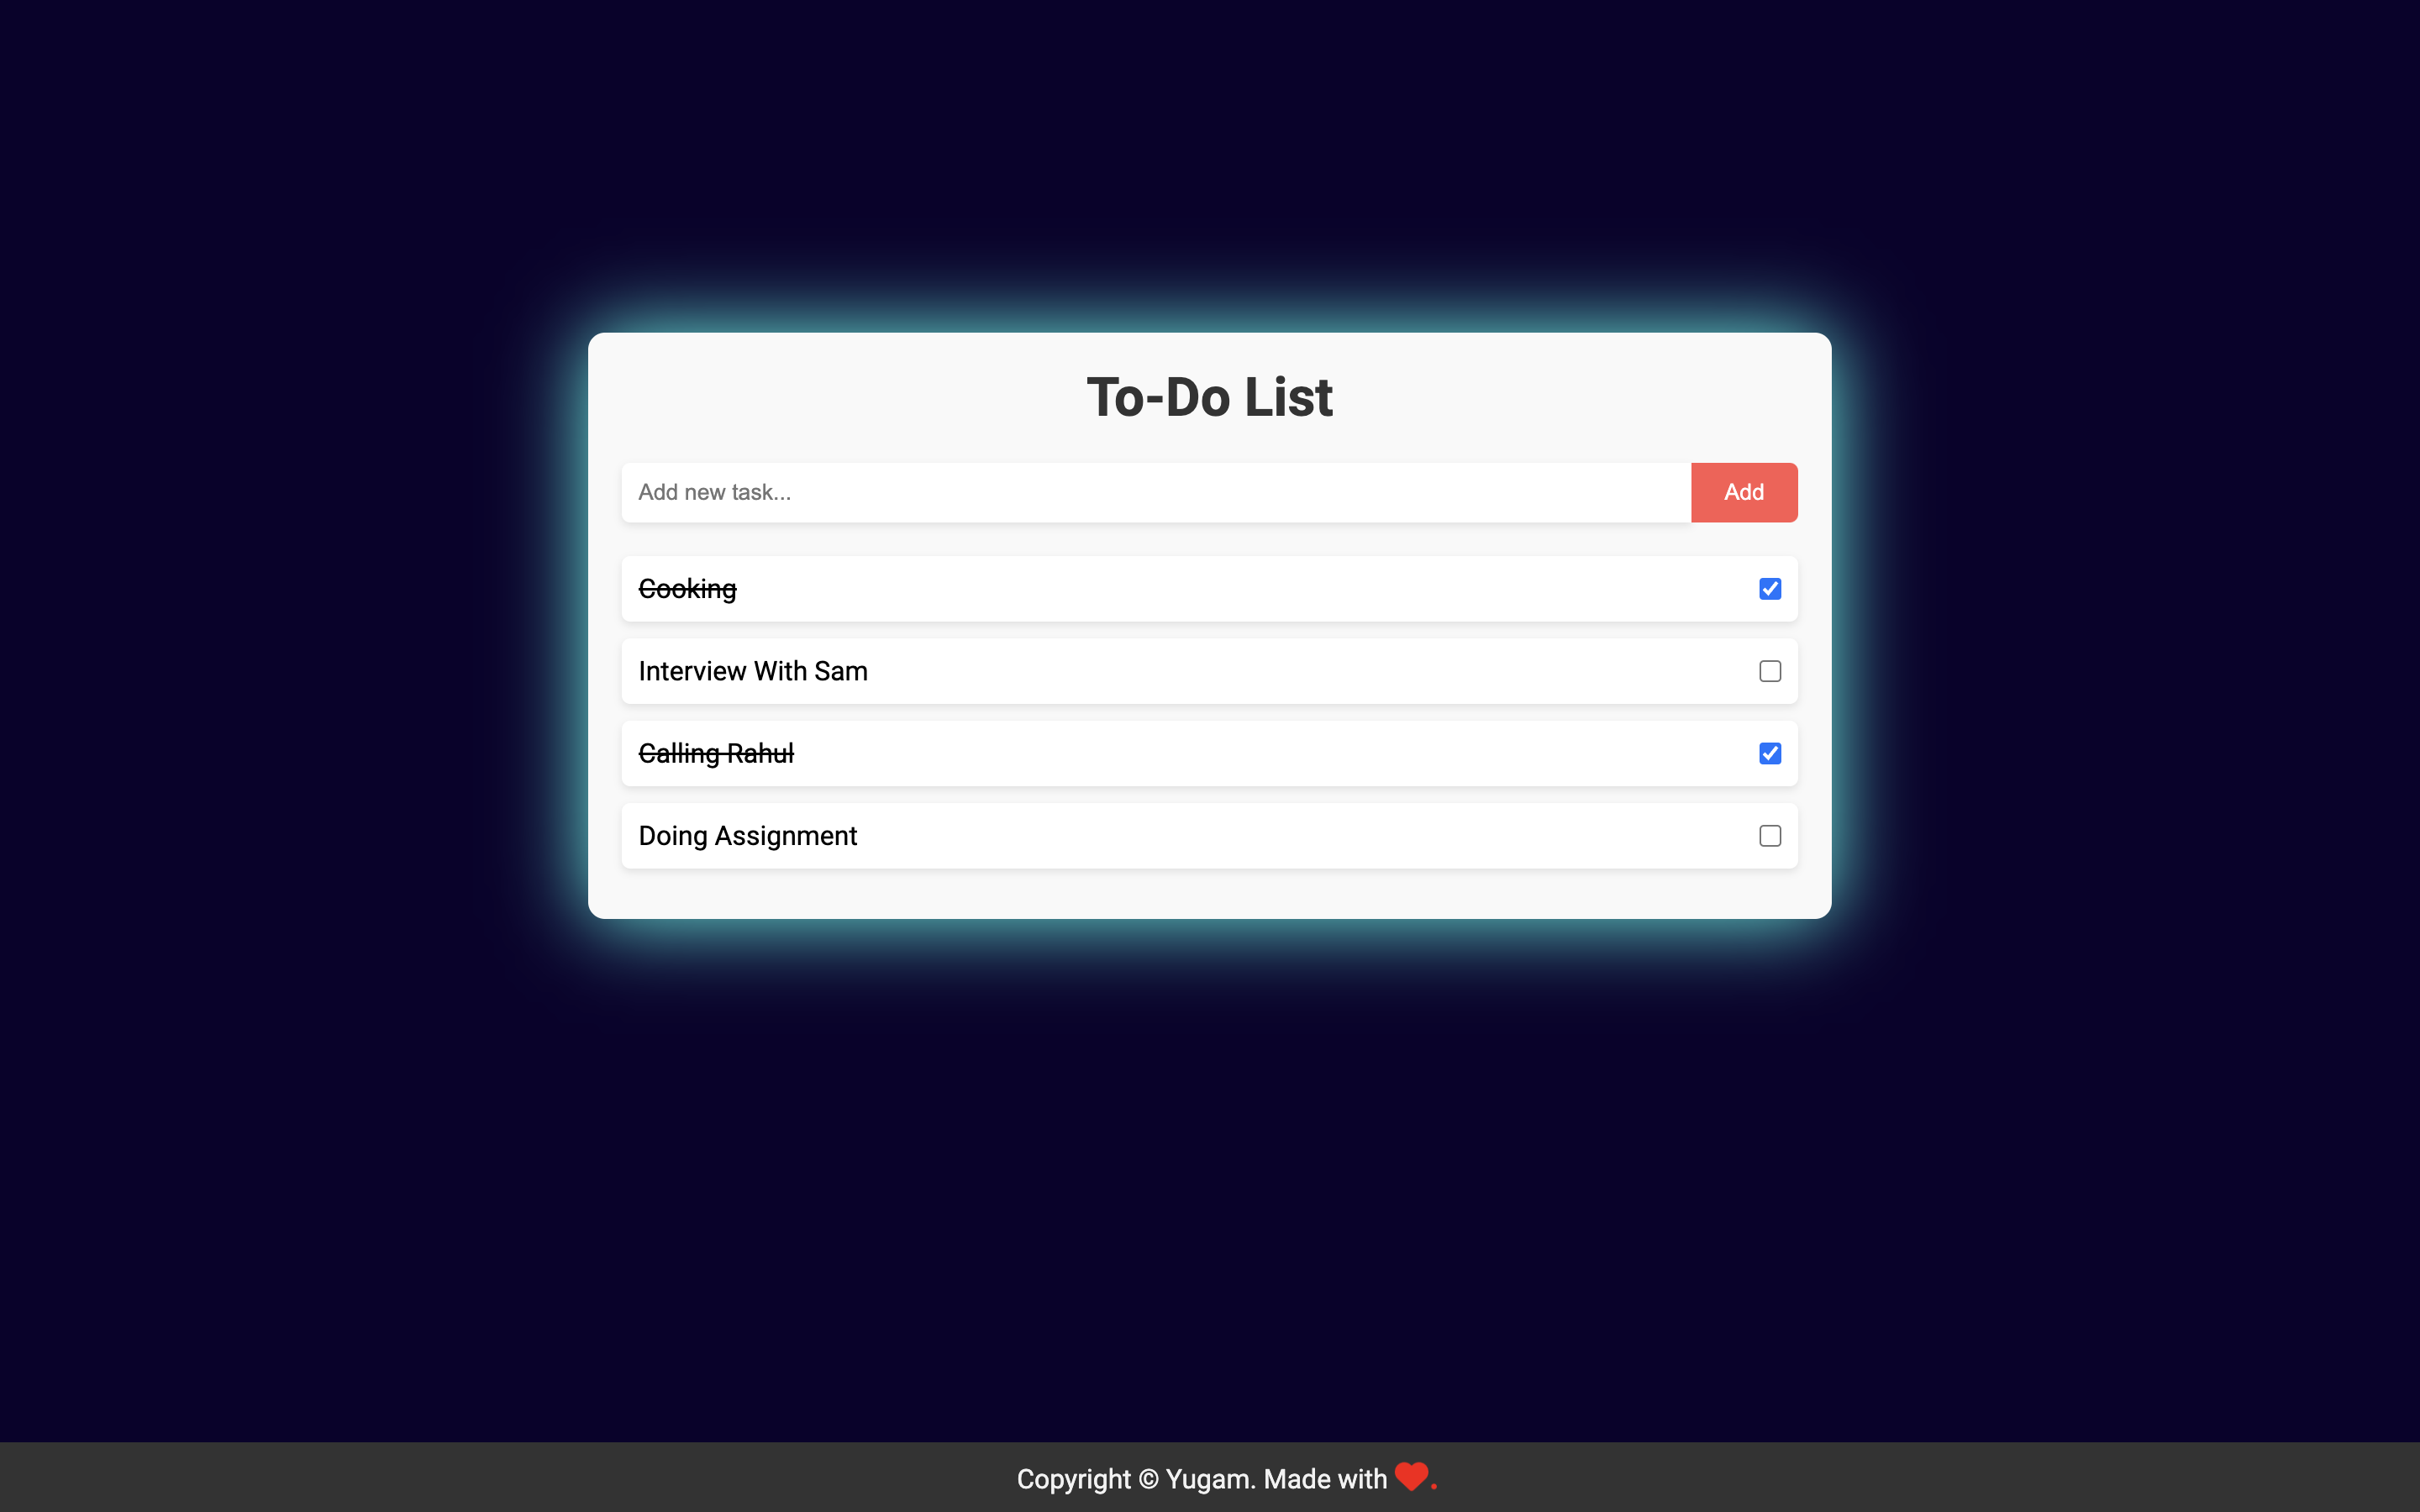 To-Do List
Add new task...
Add
Cooking
Interview With Sam
Calling Rahul
Doing Assignment
Copyright © Yugam. Made with ❤.